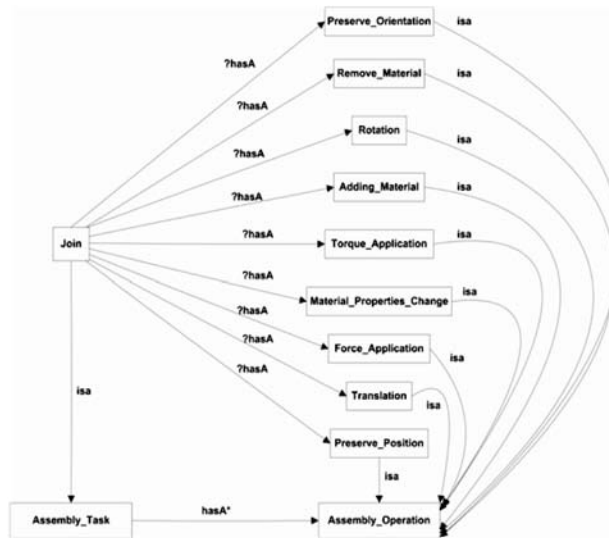 Preserve_Orientation
isa
?hasA
Remove_Material
isa
?hasA
Rotation
isa
?hasA
Adding_Material
isa
?hasA
Join
?hasA
Torque_Application
isa
?hasA
Material_Properties_Change
isa
?hasA
Force_Application
isa
?hasA
Translation
isa
?hasA
isa
Preserve_Position
isa
Assembly_Task
hasA*
Assembly_Operation